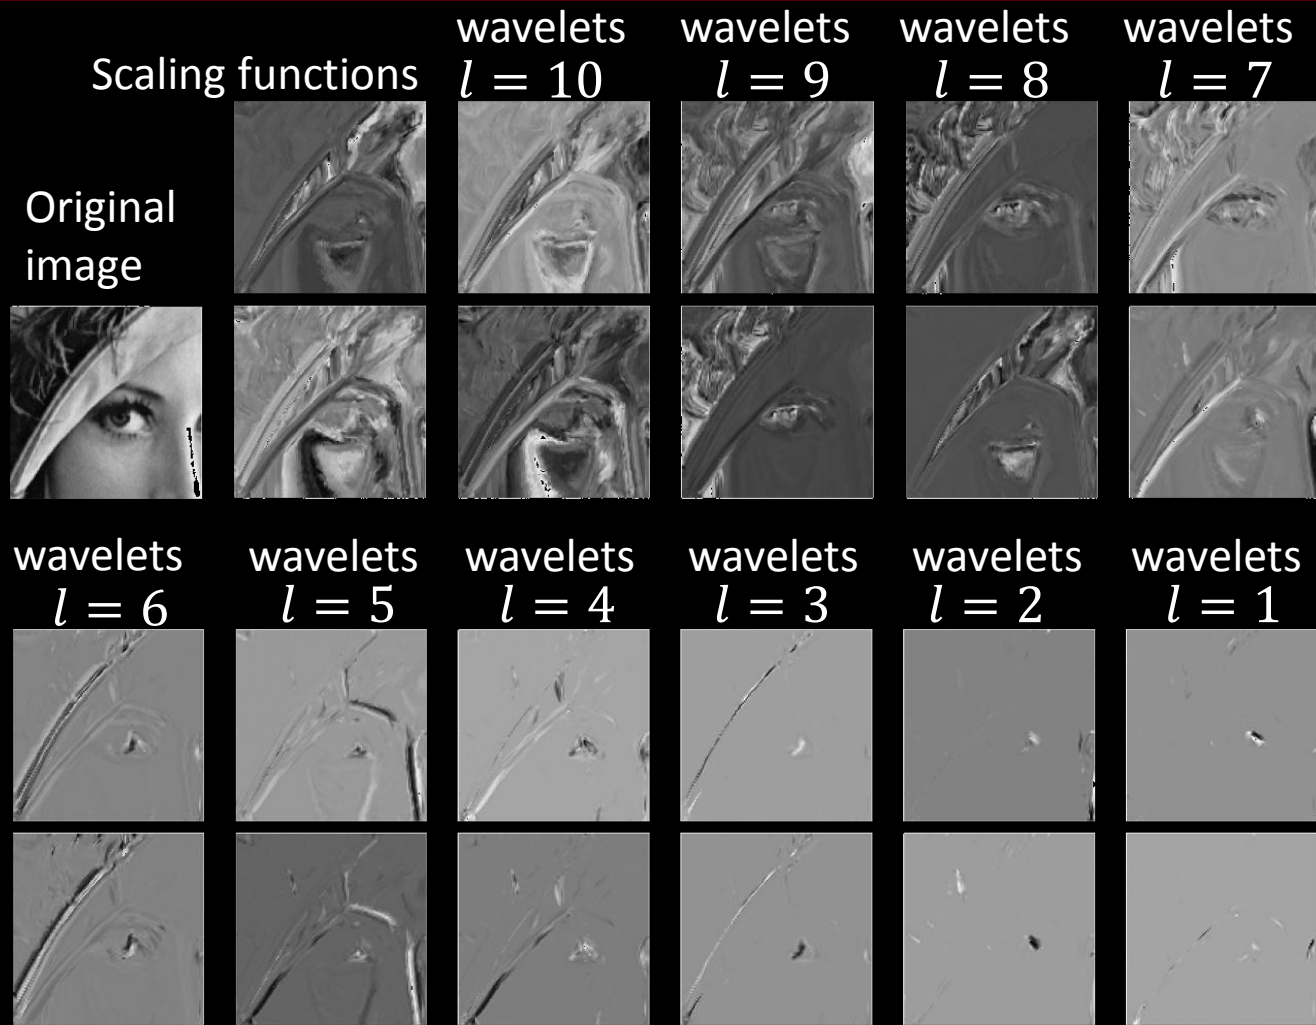 Scaling functions
wavelets
l = 10
wavelets
l = 9
wavelets
l = 8
wavelets
l = 7
Original
image
wavelets
l = 6
wavelets
l = 5
wavelets
l = 4
wavelets
l = 3
wavelets
l = 2
wavelets
l = 1